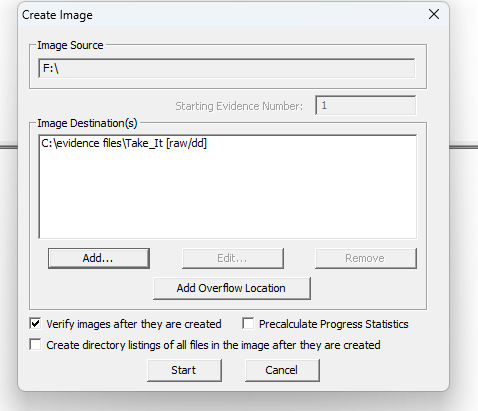 Create Image
Image Source
F:\
Starting Evidence Number: 1
Image Destination(s)
C:\evidence files\Take_It [raw/dd]
Add... Edit... Remove
Add Overflow Location
Verify images after they are created Precalculate Progress Statistics
Create directory listings of all files in the image after they are created
Start Cancel